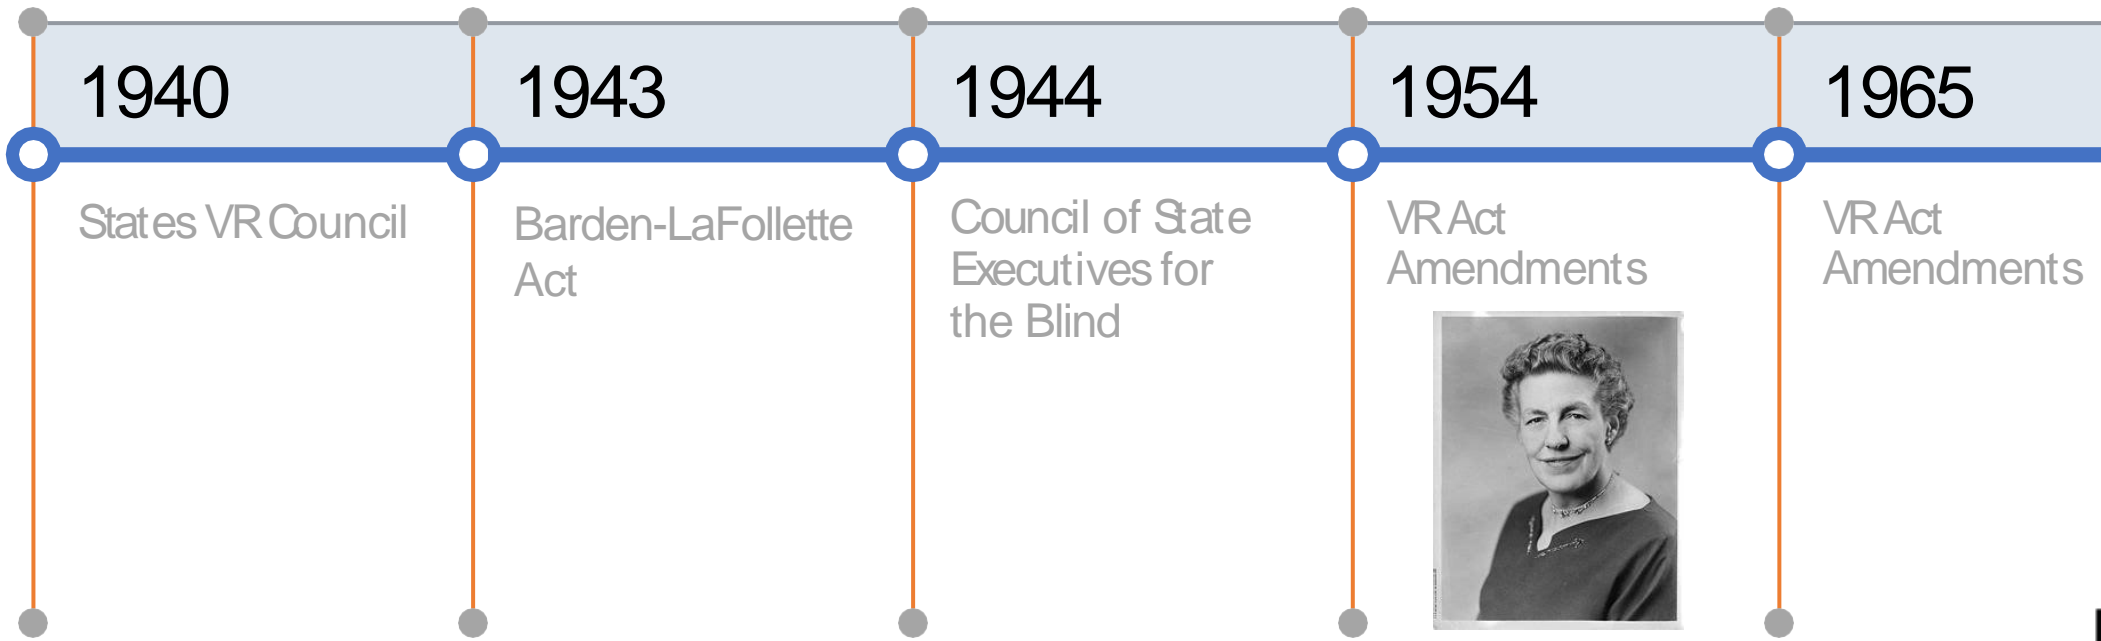 1940
1943
1944
1954
1965
States VR Council
Barden-LaFollette
Act
Council of State
Executives for
the Blind
VR Act
Amendments
VR Act
Amendments